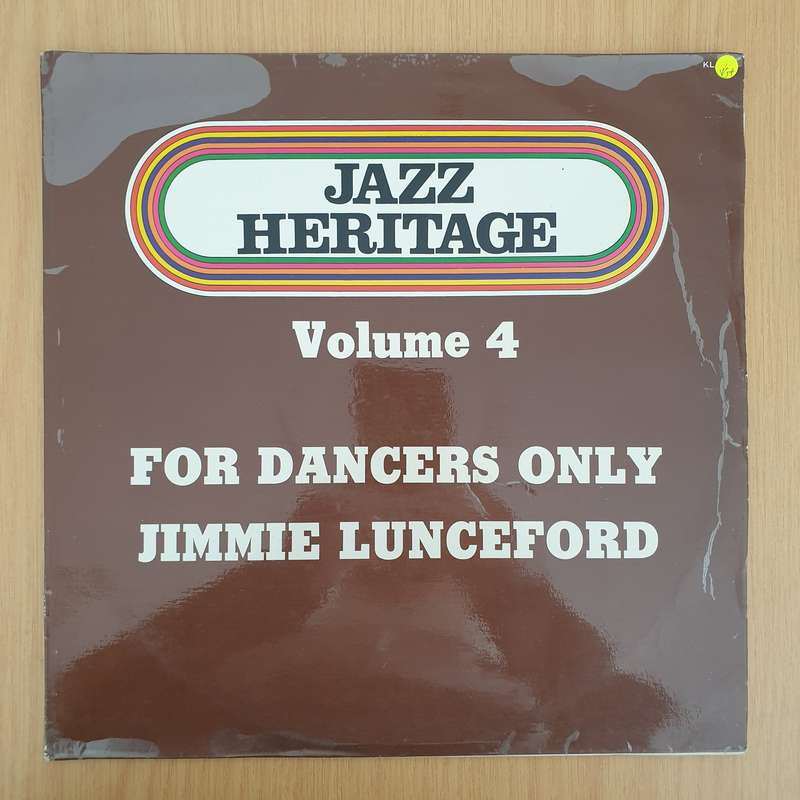 KL
JAZZ
HERITAGE
Volume 4
FOR DANCERS ONLY
JIMMIE LUNCEFORD